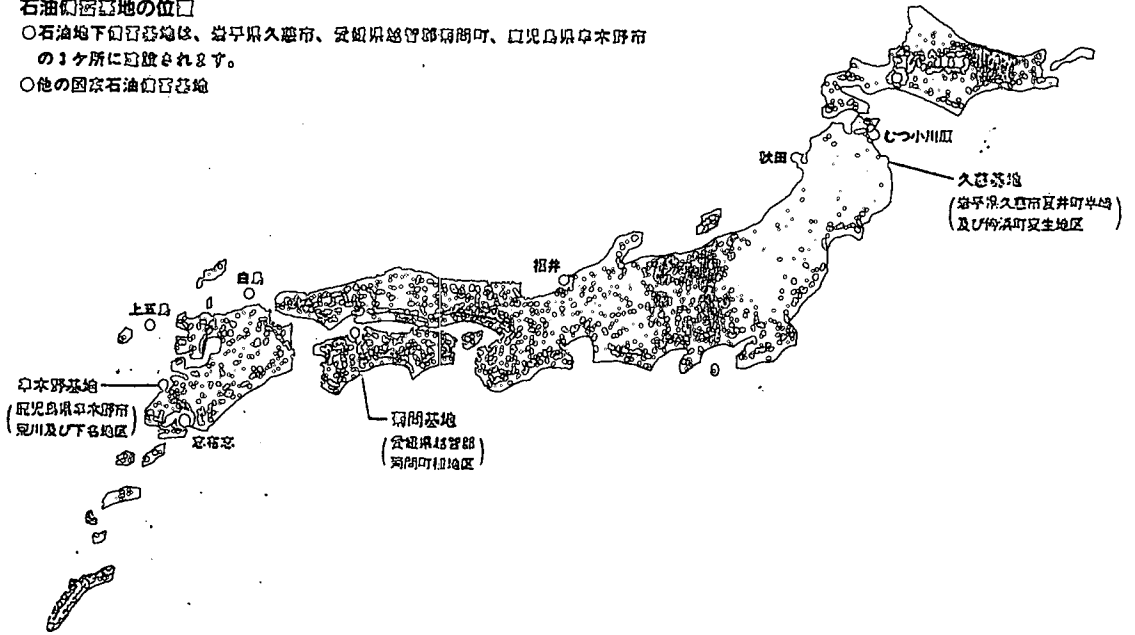 石油備蓄基地の位置
○石油地下備蓄基地は、岩手県久慈市、愛媛県越智郡菊間町、鹿児島県串木野市
の3ケ所に建設されます。
○他の国家石油備蓄基地
むつ小川原
秋田
久慈基地
(岩手県久慈市夏井町半崎
及び侍浜町麦生地区)
福井
白島
上五島
串木野基地
(鹿児島県串木野市
荒川及び下名地区)
志布志
菊間基地
(愛媛県越智郡
菊間町種地区)